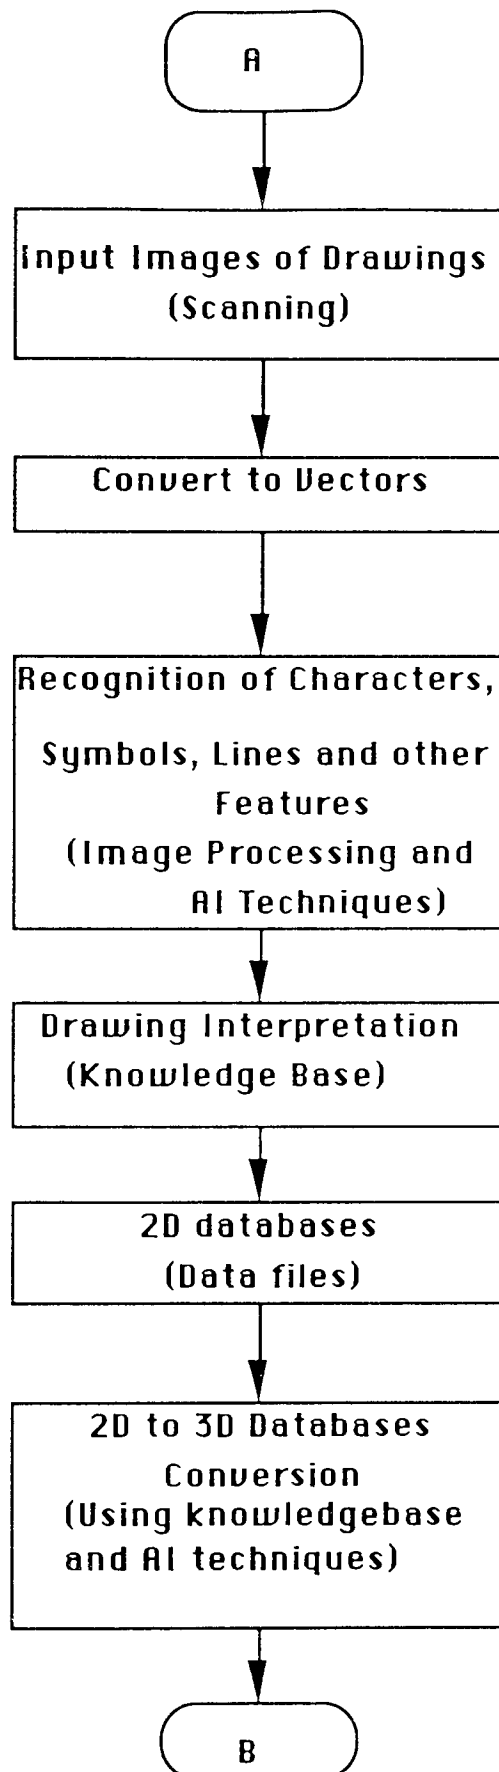 A
Input Images of Drawings
(Scanning)
Convert to Vectors
Recognition of Characters,
Symbols, Lines and other
Features
(Image Processing and
AI Techniques)
Drawing Interpretation
(Knowledge Base)
2D databases
(Data files)
2D to 3D Databases
Conversion
(Using knowledgebase
and AI techniques)
B